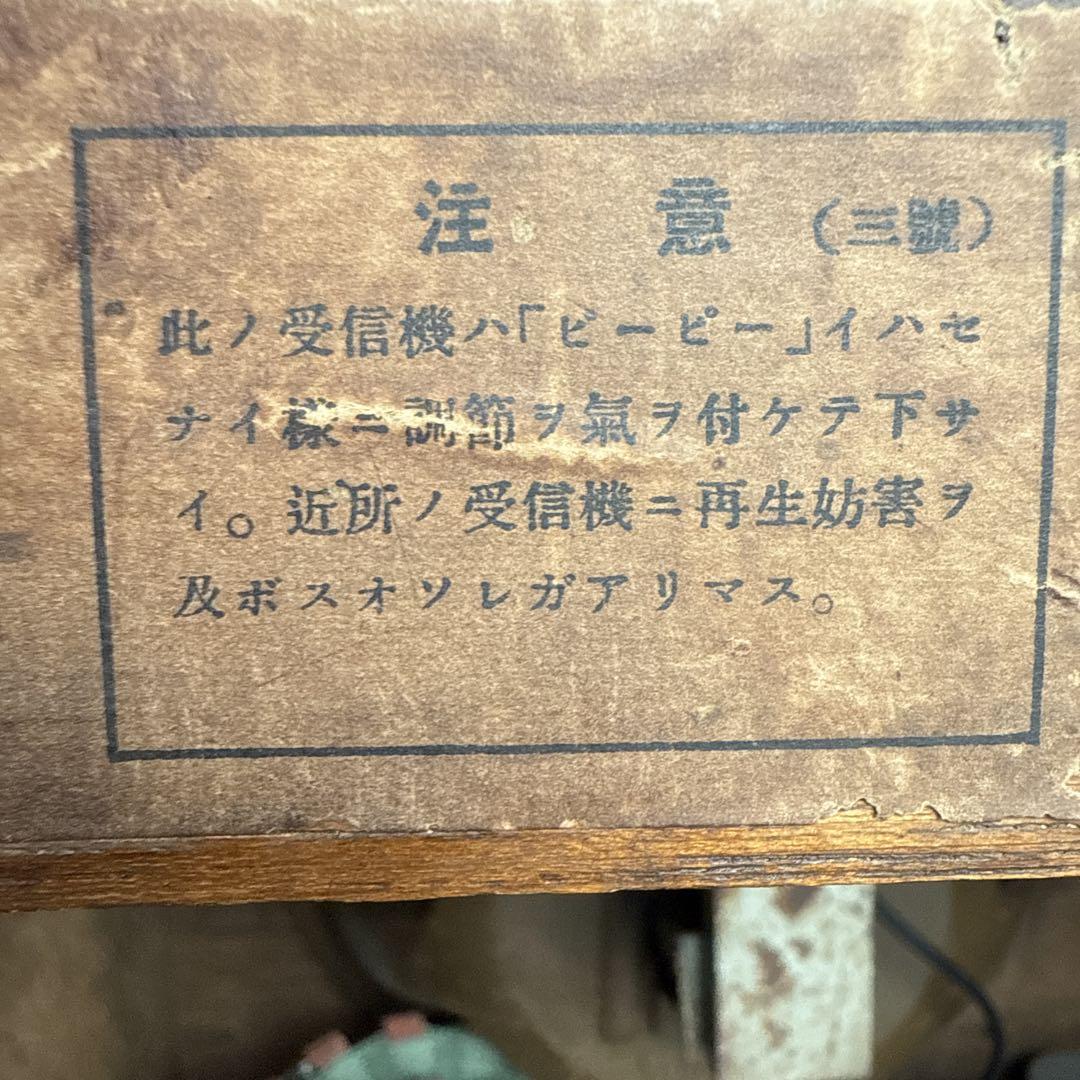 注意(三號)
此ノ受信機ハ「ビーピー」イハセ
ナイ樣ニ調節ヲ氣ヲ付ケテ下サ
イ。近所ノ受信機ニ再生妨害ヲ
及ボスオソレガアリマス。